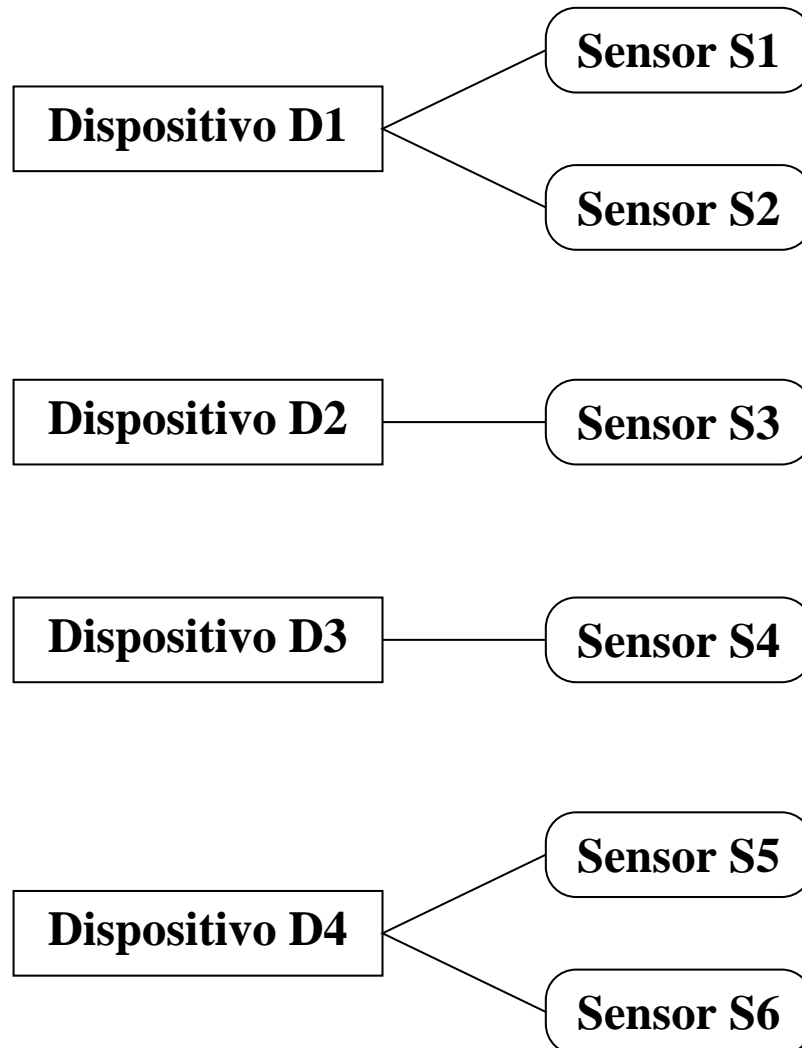 Sensor S1
Dispositivo D1
Sensor S2
Dispositivo D2
Sensor S3
Dispositivo D3
Sensor S4
Sensor S5
Dispositivo D4
Sensor S6